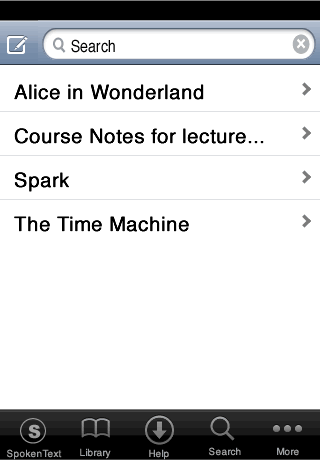 Search
Alice in Wonderland
Course Notes for lecture...
Spark
The Time Machine
S
SpokenText Library Help Search More